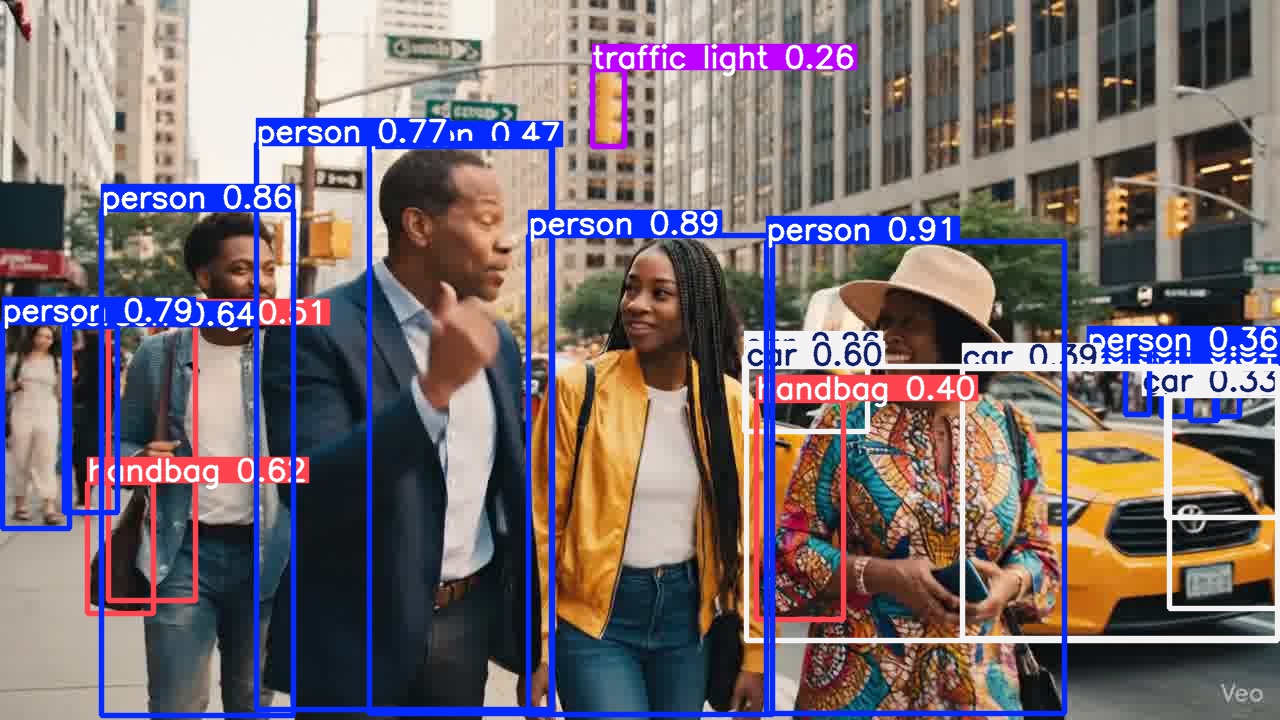 traffic light 0.26
person 0.77
0.47
person 0.86
person 0.89
person 0.91
person 0.79
0.64
0.51
person 0.36
car 0.60
car 0.39
car 0.33
handbag 0.40
handbag 0.62
Veo